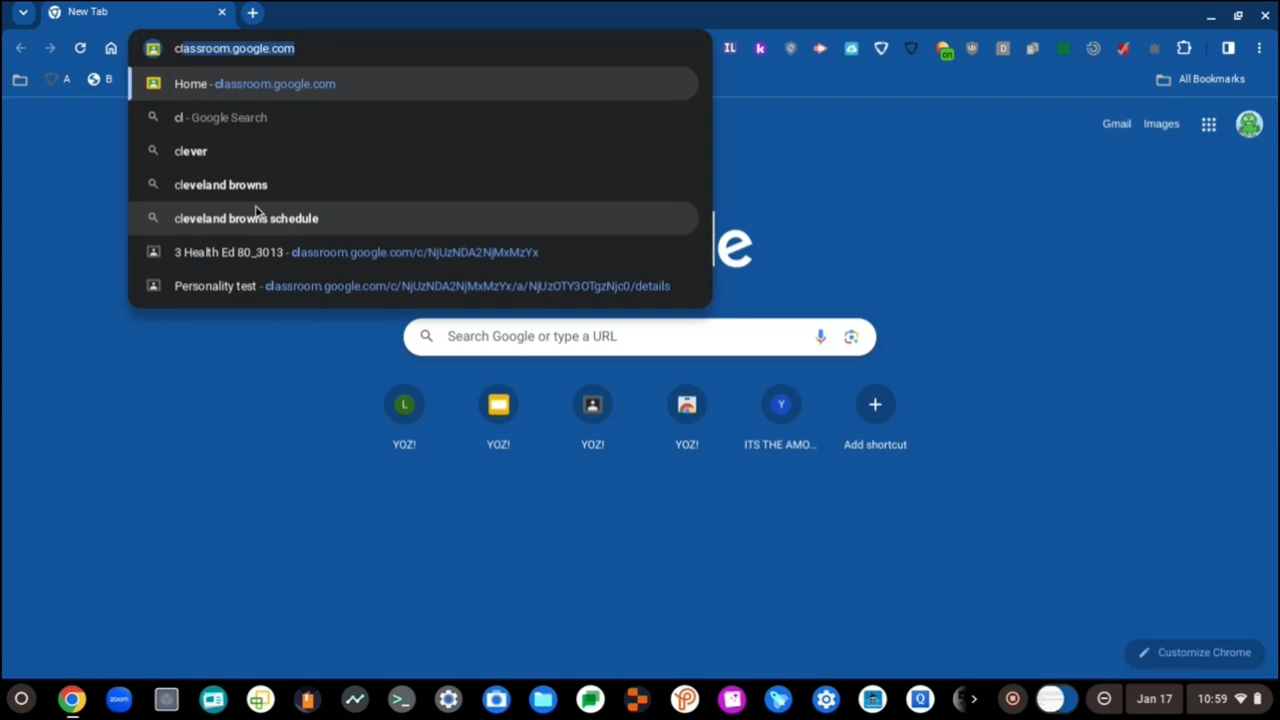 New Tab
classroom.google.com
IL
k
on
D
A
B
All Bookmarks
Home - classroom.google.com
cl - Google Search
clever
cleveland browns
cleveland browns schedule
3 Health Ed 80_3013 - classroom.google.com/c/NjUzNDA2NjMxMzYx
Personality test - classroom.google.com/c/NjUzNDA2NjMxMzYx/a/NjUzOTY3OTgzNjc0/details
Gmail Images
e
Search Google or type a URL
L
Y
YOZ!
YOZ!
YOZ!
YOZ!
ITS THE AMO...
Add shortcut
Customize Chrome
zoom
Q
Jan 17
10:59